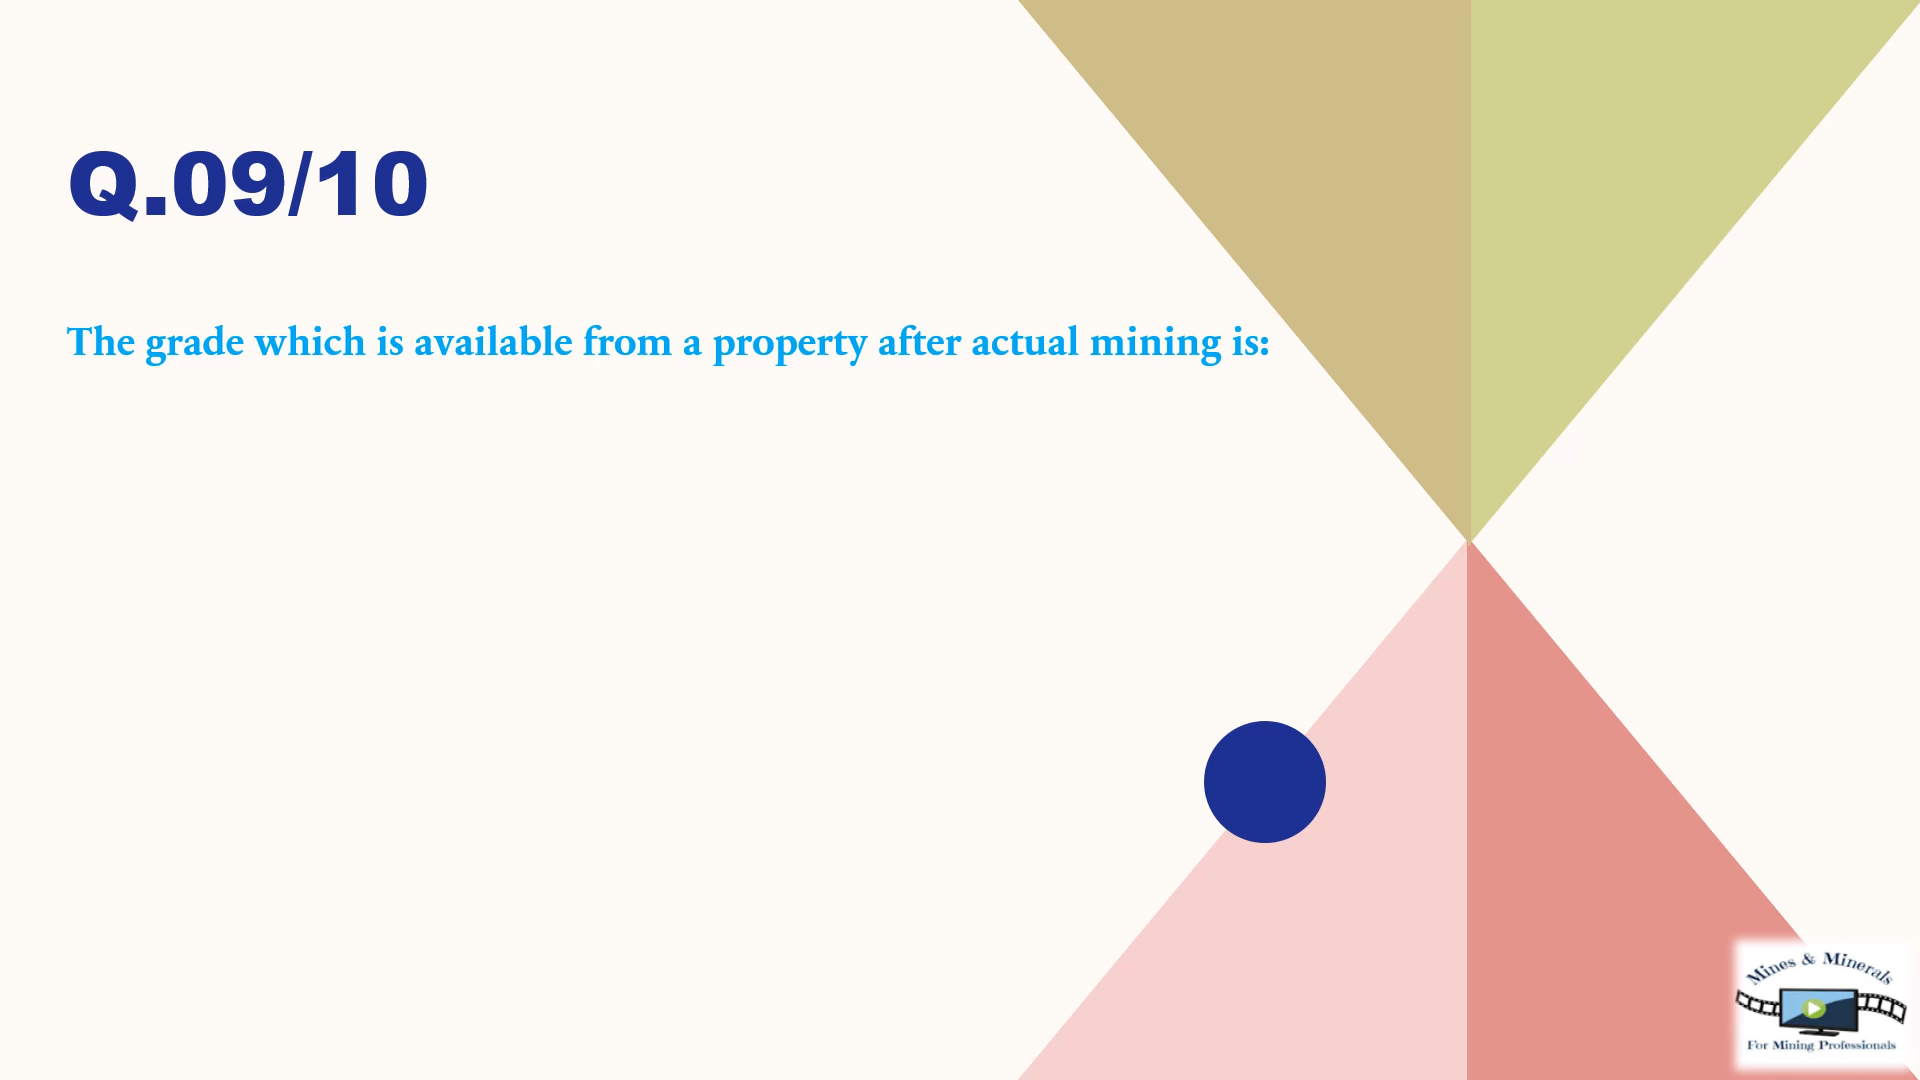 Q.09/10
The grade which is available from a property after actual mining is:
Mines & Minerals
For Mining Professionals